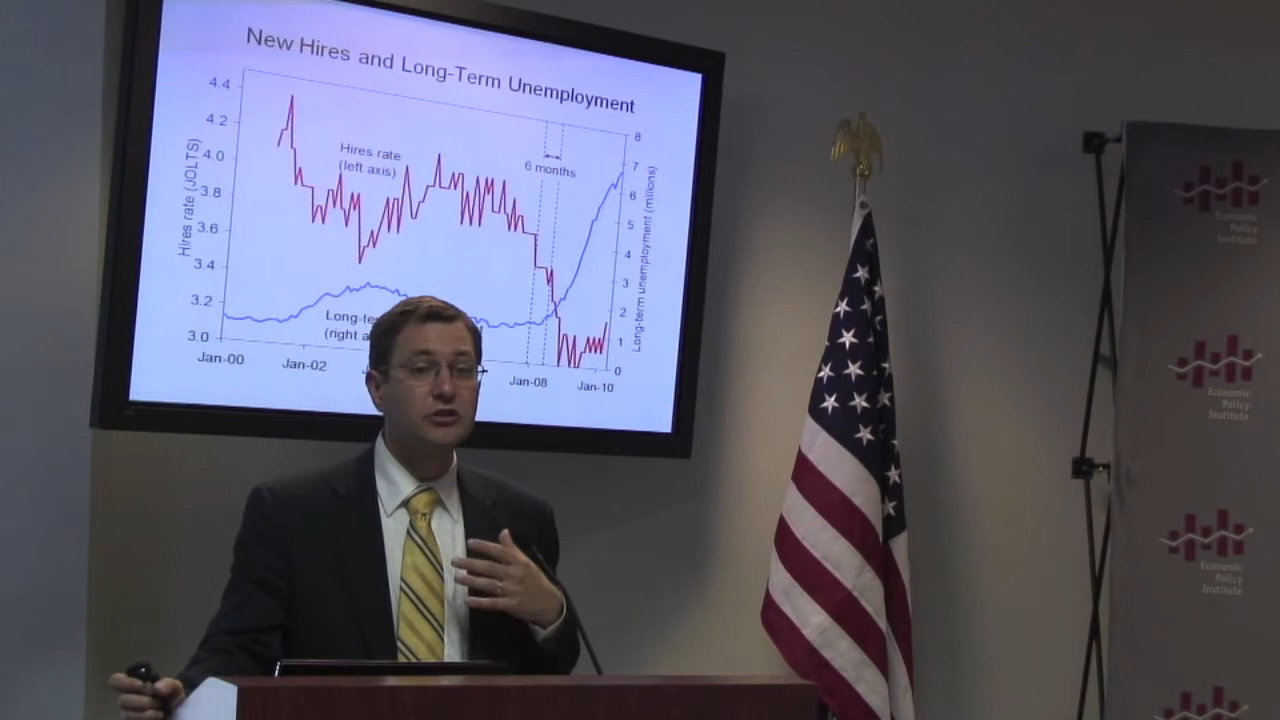 New Hires and Long-Term Unemployment
4.4
4.2
4.0
3.8
3.6
3.4
3.2
3.0
Hires rate (JOLTS)
Hires rate
(left axis)
6 months
8
7
6
5
4
3
2
1
0
Long-term unemployment (millions)
Long-te
(right a
Jan-00
Jan-02
Jan-08
Jan-10
Economic
Policy
Institute
Economic
Policy
Institute
Economic
Policy
Institute